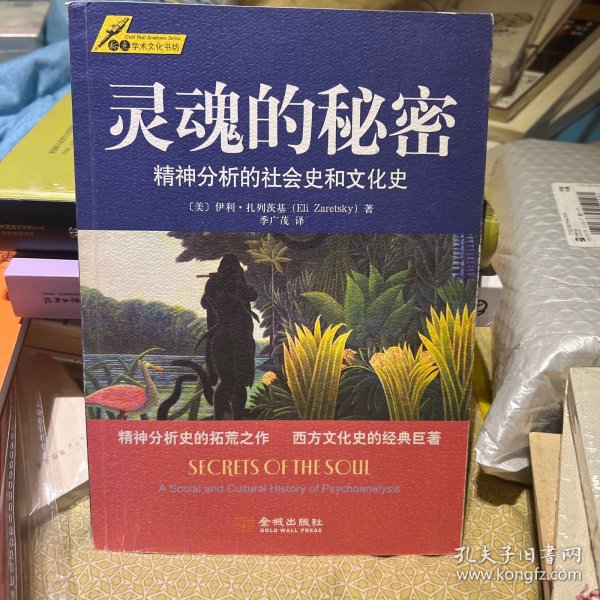 Gold Wall Academic Series
学术文化书坊
灵魂的秘密
精神分析的社会史和文化史
〔美〕伊利·扎列茨基（Eli Zaretsky）著
季广茂 译
精神分析史的拓荒之作 西方文化史的经典巨著
SECRETS OF THE SOUL
A Social and Cultural History of Psychoanalysis
金城出版社
GOLD WALL PRESS
孔夫子旧书网
www.kongfz.com